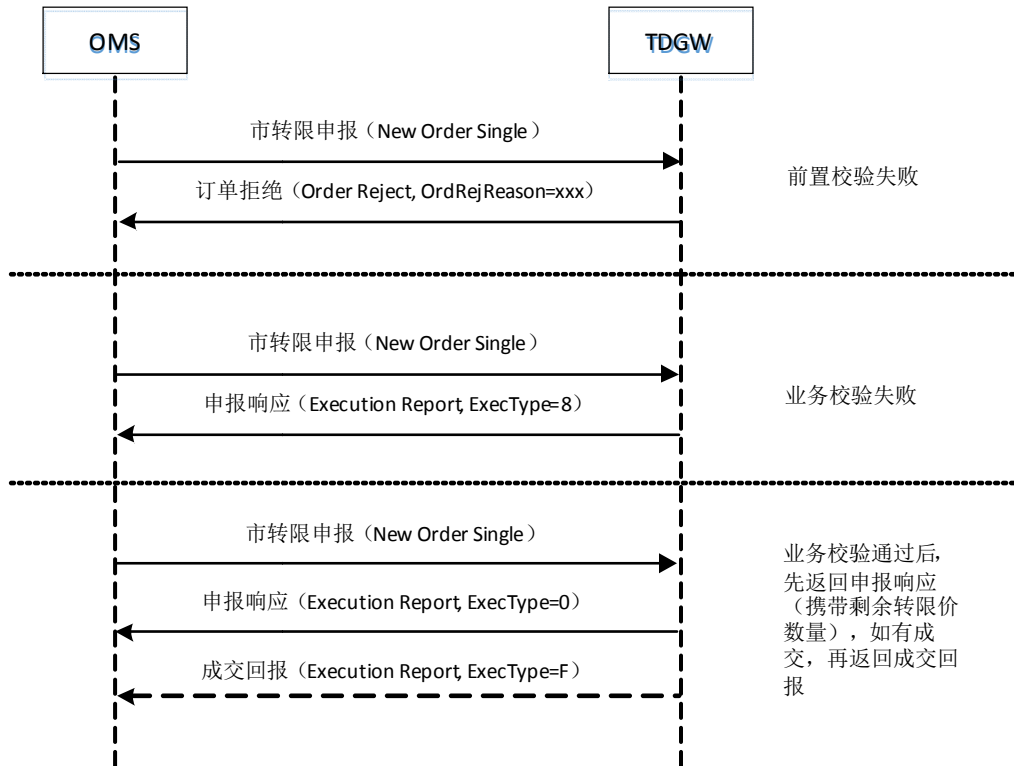 OMS
TDGW
市转限申报（New Order Single）
订单拒绝（Order Reject, OrdRejReason=xxx）
前置校验失败
市转限申报（New Order Single）
申报响应（Execution Report, ExecType=8）
业务校验失败
市转限申报（New Order Single）
申报响应（Execution Report, ExecType=0）
成交回报（Execution Report, ExecType=F）
业务校验通过后，
先返回申报响应
（携带剩余转限价
数量），如有成
交，再返回成交回
报